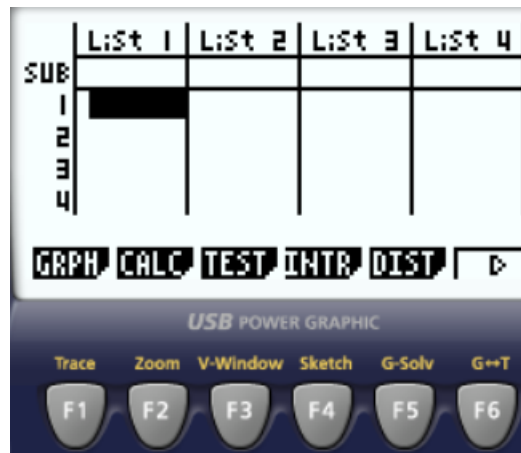 List 1 List 2 List 3 List 4
SUB
1
2
3
4
GRPH CALC TEST INTR DIST ▷
USB POWER GRAPHIC
Trace Zoom V-Window Sketch G-Solv G↔T
F1 F2 F3 F4 F5 F6